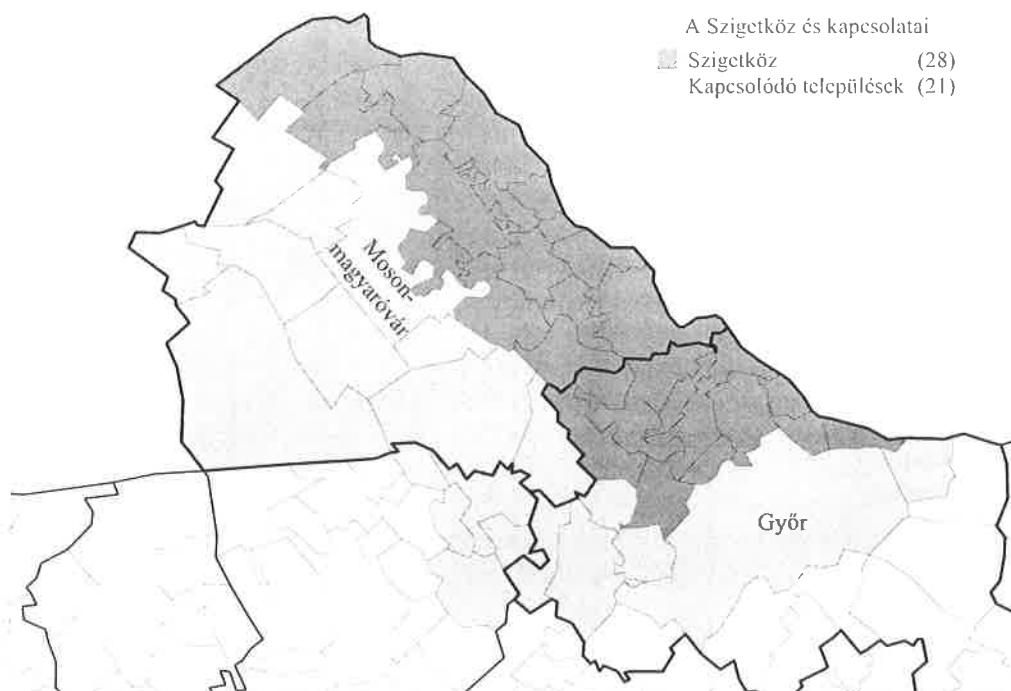 A Szigetköz és kapcsolatai
Szigetköz (28)
Kapcsolódó települések (21)
Moson-
magyaróvár
Győr